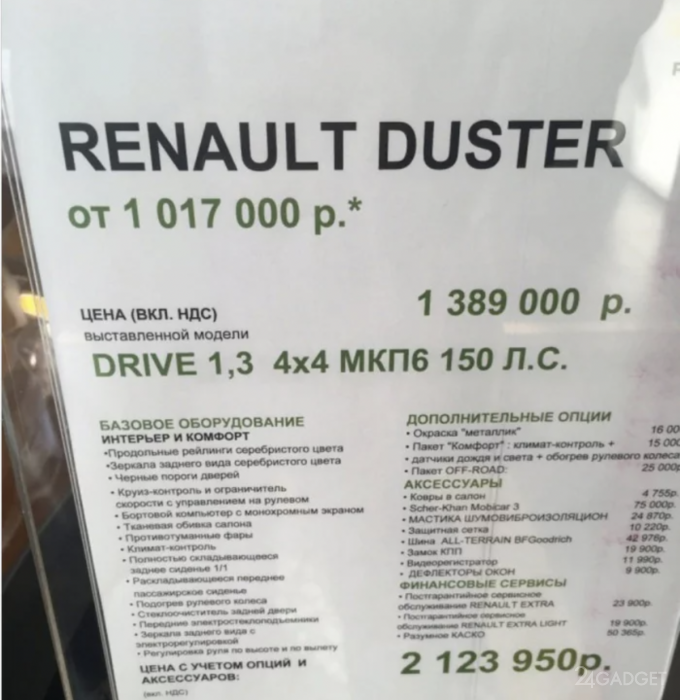 RENAULT DUSTER
от 1 017 000 р.*
ЦЕНА (ВКЛ. НДС)
1 389 000 р.
выставленной модели
DRIVE 1,3 4x4 МКП6 150 Л.С.
БАЗОВОЕ ОБОРУДОВАНИЕ
ИНТЕРЬЕР И КОМФОРТ
•Продольные рейлинги серебристого цвета
•Зеркала заднего вида серебристого цвета
• Черные пороги дверей
• Круиз-контроль и ограничитель
скорости с управлением на рулевом
• Бортовой компьютер с монохромным экраном
• Тканевая обивка салона
• Противотуманные фары
• Климат-контроль
• Полностью складывающееся
заднее сиденье 1/1
• Раскладывающееся переднее
пассажирское сиденье
• Подогрев рулевого колеса
• Стеклоочиститель задней двери
• Передние электростеклоподъемники
• Зеркала заднего вида с
электрорегулировкой
• Регулировка руля по высоте и по вылету
ЦЕНА С УЧЕТОМ ОПЦИЙ И
АКСЕССУАРОВ:
(вкл. НДС)
ДОПОЛНИТЕЛЬНЫЕ ОПЦИИ
• Окраска "металлик" 16 00
• Пакет "Комфорт" : климат-контроль + 15 000
• датчики дождя и света + обогрев рулевого колеса
• Пакет OFF-ROAD: 25 000р
АКСЕССУАРЫ
• Ковры в салон 4 755р.
• Scher-Khan Mobicar 3 75 000р.
• МАСТИКА ШУМОВИБРОИЗОЛЯЦИОН 24 870р.
• Защитная сетка 10 220р.
• Шина ALL-TERRAIN BFGoodrich 42 976р.
• Замок КПП 19 900р.
• Видеорегистратор 11 990р.
• ДЕФЛЕКТОРЫ ОКОН 9 900р.
ФИНАНСОВЫЕ СЕРВИСЫ
• Постгарантийное сервисное
обслуживание RENAULT EXTRA 23 900р.
• Постгарантийное сервисное
обслуживание RENAULT EXTRA LIGHT 19 900р.
• Разумное КАСКО 50 365р.
2 123 950р.
24GADGET